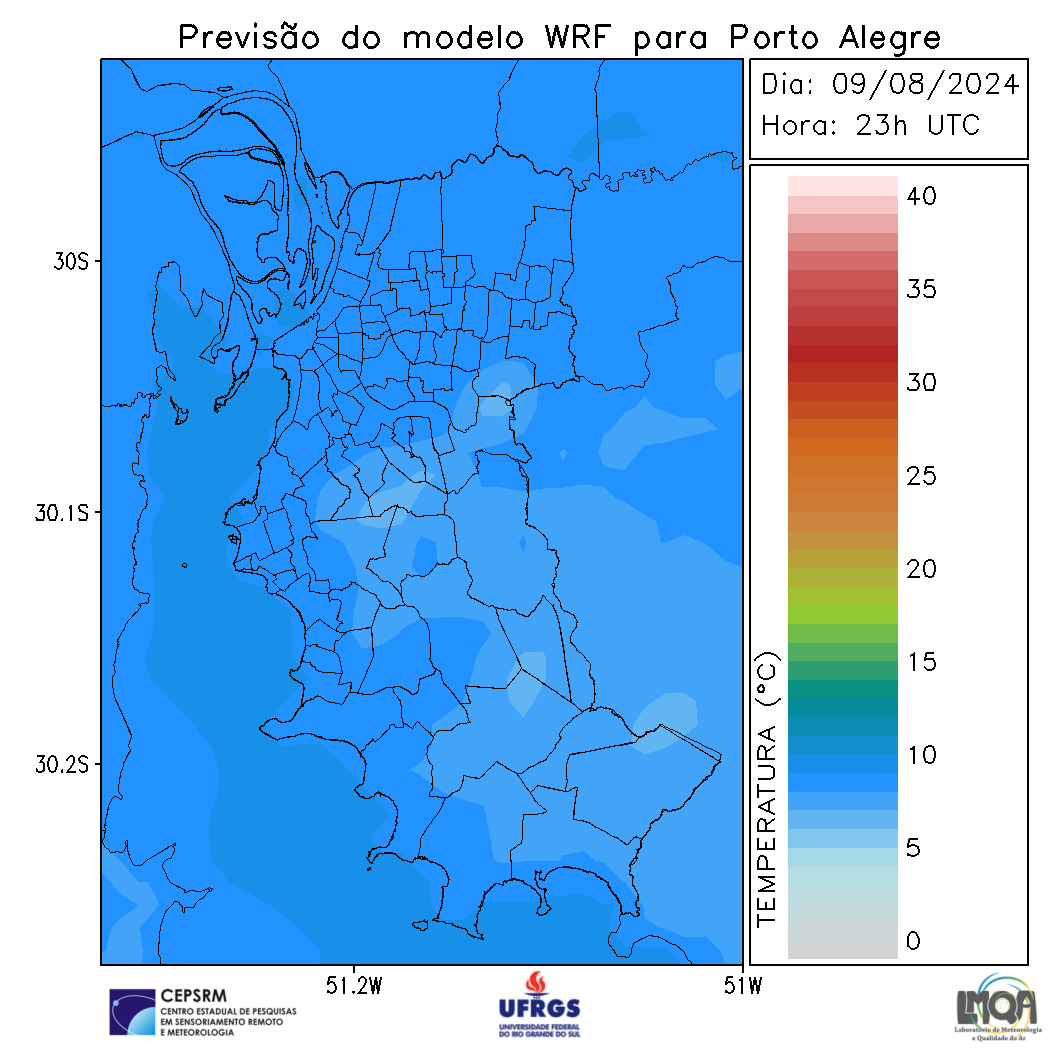 Previsão do modelo WRF para Porto Alegre
Dia: 09/08/2024
Hora: 23h UTC
40
35
30
25
20
15
10
5
0
TEMPERATURA (°C)
30S
30.1S
30.2S
51.2W
51W
CEPSRM
CENTRO ESTADUAL DE PESQUISAS
EM SENSORIAMENTO REMOTO
E METEOROLOGIA
UFRGS
UNIVERSIDADE FEDERAL
DO RIO GRANDE DO SUL
LMQA
Laboratório de Meteorologia
e Qualidade do Ar